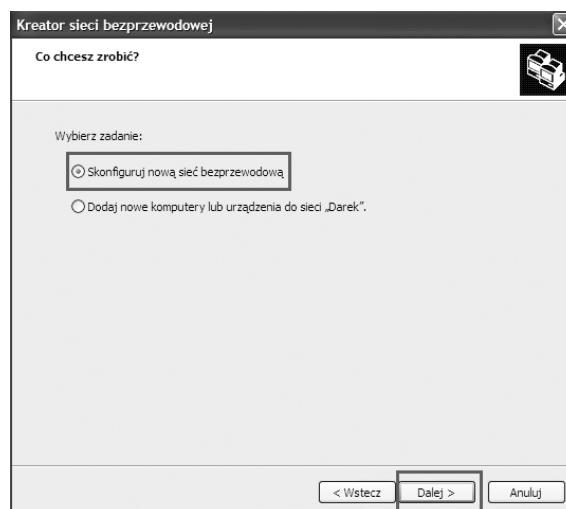 Kreator sieci bezprzewodowej
Co chcesz zrobić?
Wybierz zadanie:
Skonfiguruj nową sieć bezprzewodową
Dodaj nowe komputery lub urządzenia do sieci „Darek”.
< Wstecz Dalej > Anuluj